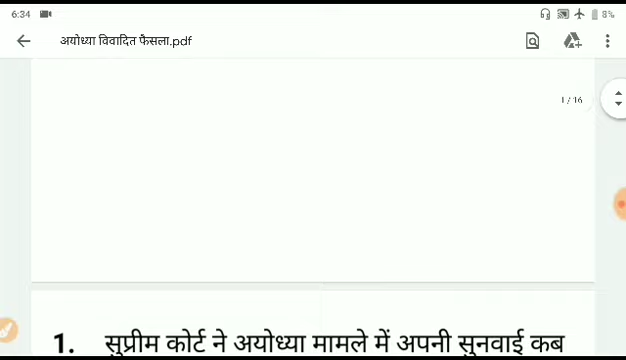 6:34
8%
अयोध्या विवादित फैसला.pdf
1 / 16
1. सुप्रीम कोर्ट ने अयोध्या मामले में अपनी सुनवाई कब